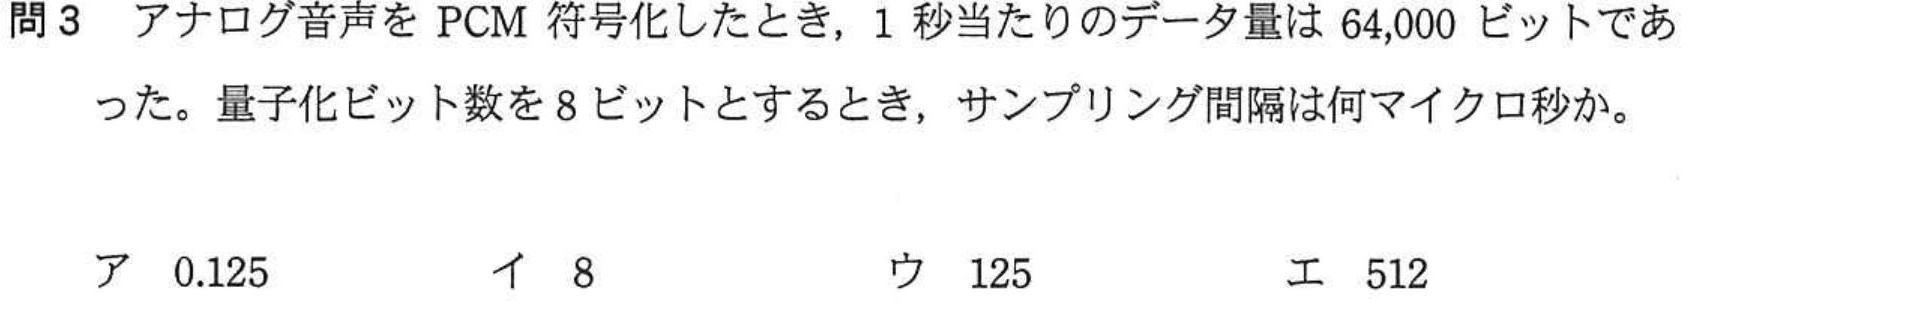 問3 アナログ音声を PCM 符号化したとき，1 秒当たりのデータ量は 64,000 ビットであ
った。量子化ビット数を 8 ビットとするとき，サンプリング間隔は何マイクロ秒か。
ア 0.125 イ 8 ウ 125 エ 512